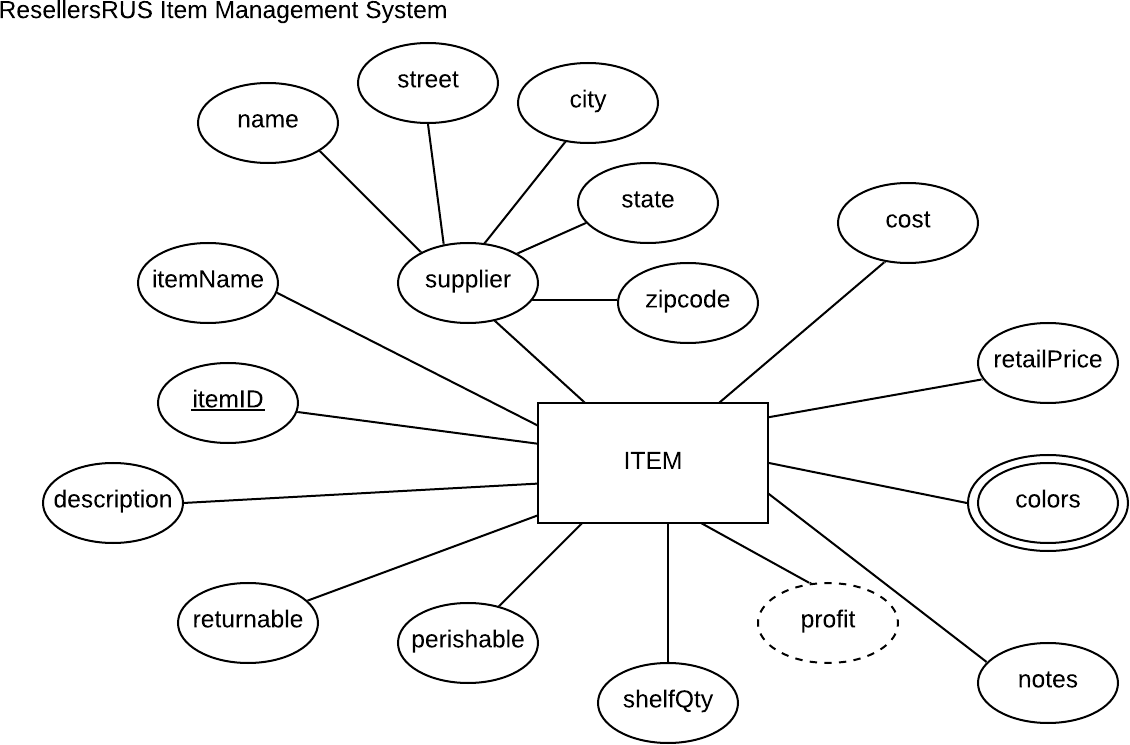 ResellersRUS Item Management System
street
city
name
state
cost
itemName
supplier
zipcode
retailPrice
itemID
ITEM
description
colors
returnable
perishable
profit
shelfQty
notes